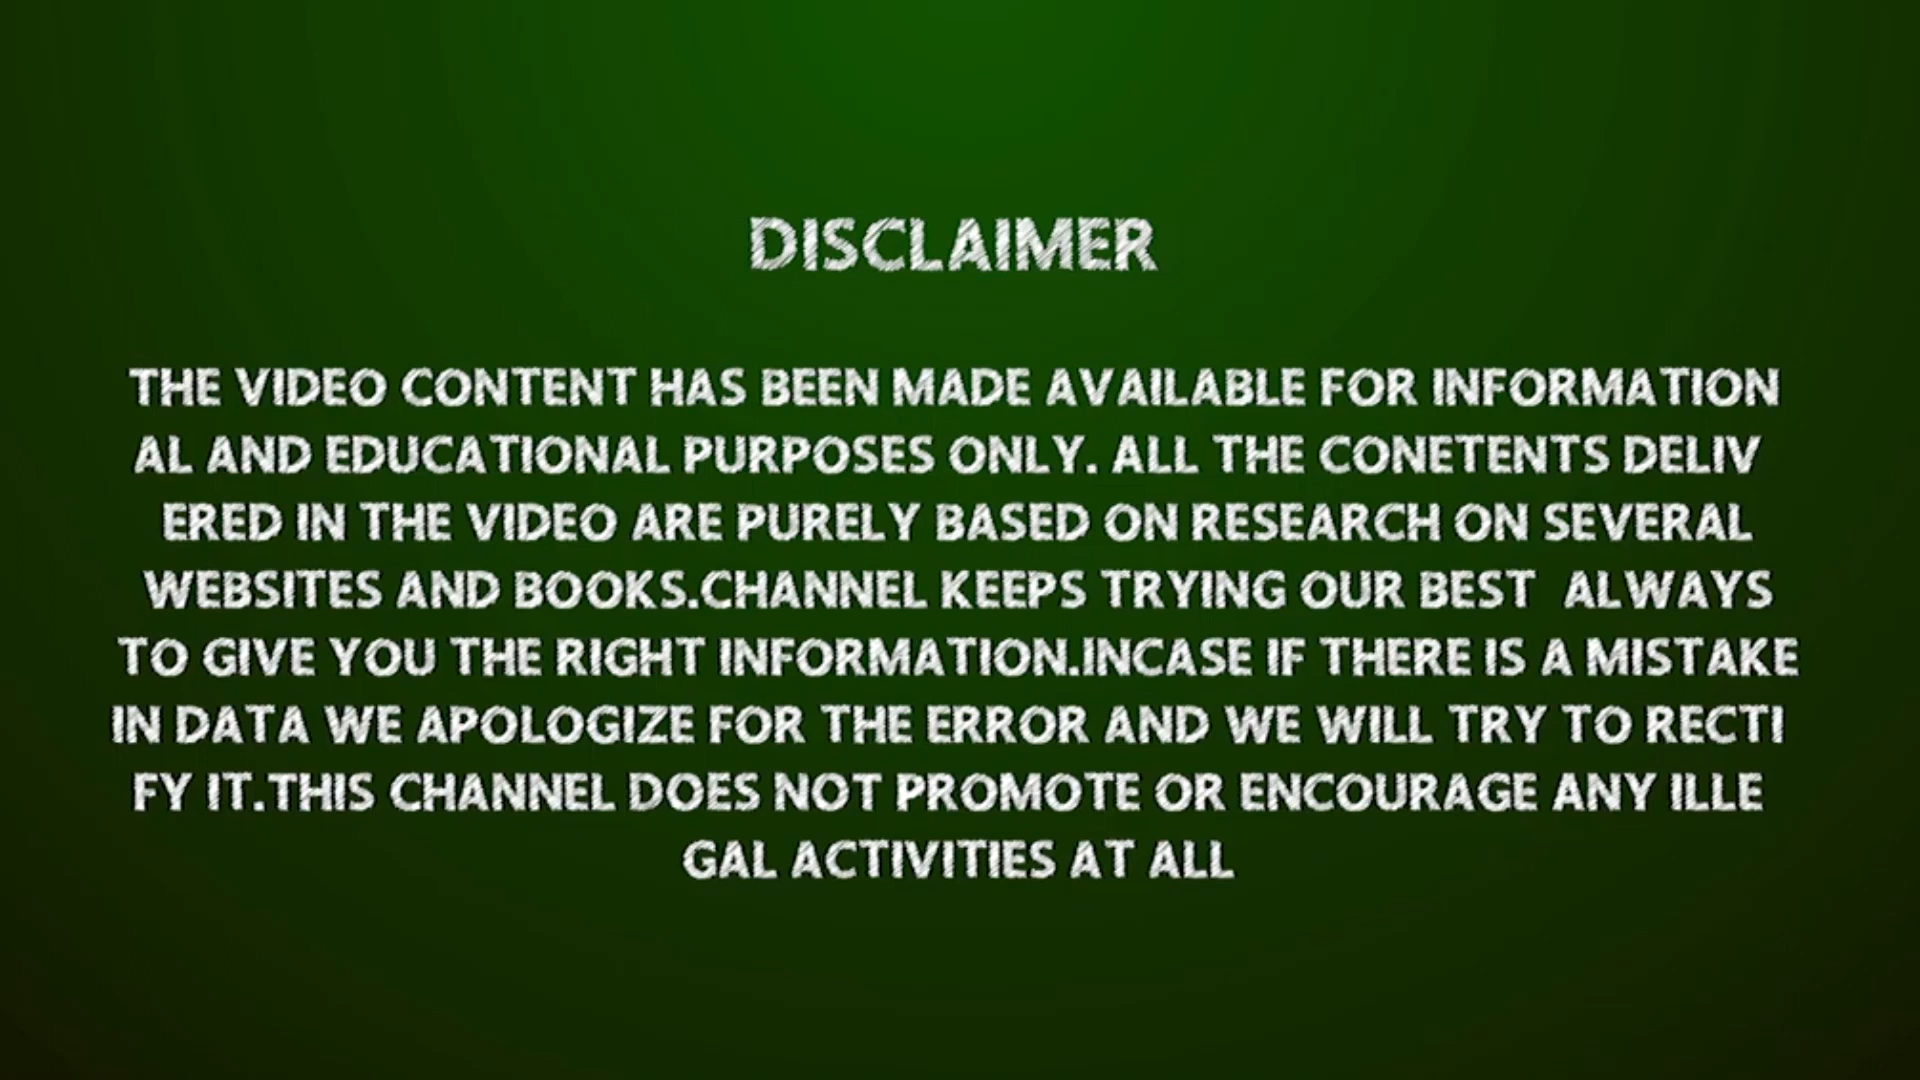 DISCLAIMER
THE VIDEO CONTENT HAS BEEN MADE AVAILABLE FOR INFORMATION
AL AND EDUCATIONAL PURPOSES ONLY. ALL THE CONETENTS DELIV
ERED IN THE VIDEO ARE PURELY BASED ON RESEARCH ON SEVERAL
WEBSITES AND BOOKS.CHANNEL KEEPS TRYING OUR BEST  ALWAYS
TO GIVE YOU THE RIGHT INFORMATION.INCASE IF THERE IS A MISTAKE
IN DATA WE APOLOGIZE FOR THE ERROR AND WE WILL TRY TO RECTI
FY IT.THIS CHANNEL DOES NOT PROMOTE OR ENCOURAGE ANY ILLE
GAL ACTIVITIES AT ALL